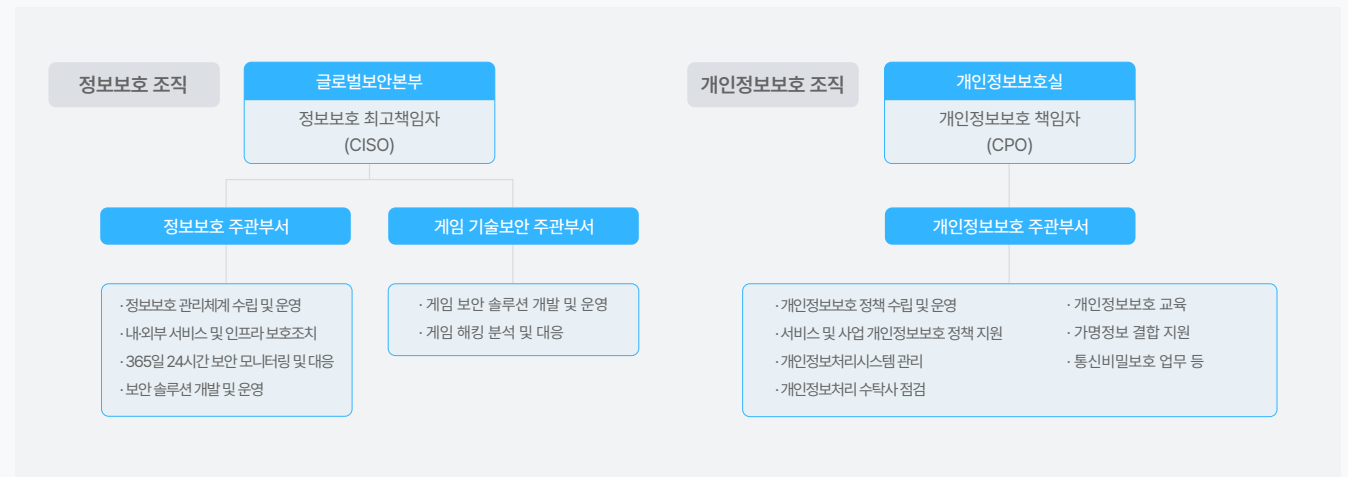 정보보호 조직
글로벌보안본부
정보보호 최고책임자
(CISO)
정보보호 주관부서
게임 기술보안 주관부서
· 정보보호 관리체계 수립 및 운영
· 내·외부 서비스 및 인프라 보호조치
· 365일 24시간 보안 모니터링 및 대응
· 보안 솔루션 개발 및 운영
· 게임 보안 솔루션 개발 및 운영
· 게임 해킹 분석 및 대응
개인정보보호 조직
개인정보보호실
개인정보보호 책임자
(CPO)
개인정보보호 주관부서
· 개인정보보호 정책 수립 및 운영
· 서비스 및 사업 개인정보보호 정책 지원
· 개인정보처리시스템 관리
· 개인정보처리 수탁사 점검
· 개인정보보호 교육
· 가명정보 결합 지원
· 통신비밀보호 업무 등